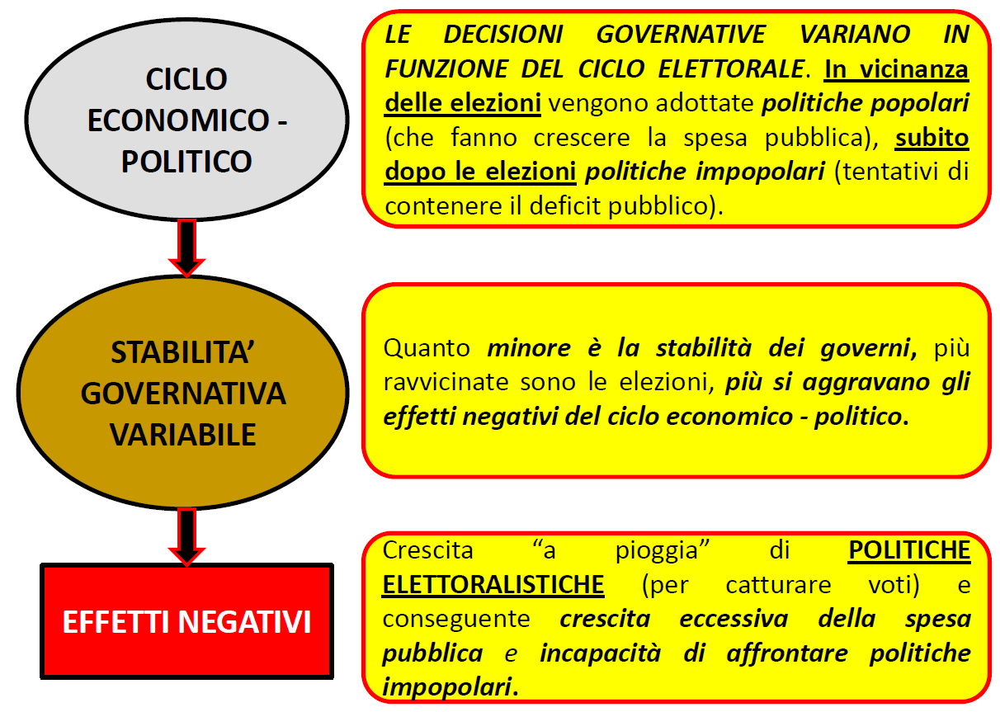 CICLO
ECONOMICO -
POLITICO
LE DECISIONI GOVERNATIVE VARIANO IN
FUNZIONE DEL CICLO ELETTORALE. In vicinanza
delle elezioni vengono adottate politiche popolari
(che fanno crescere la spesa pubblica), subito
dopo le elezioni politiche impopolari (tentativi di
contenere il deficit pubblico).
STABILITA’
GOVERNATIVA
VARIABILE
Quanto minore è la stabilità dei governi, più
ravvicinate sono le elezioni, più si aggravano gli
effetti negativi del ciclo economico - politico.
EFFETTI NEGATIVI
Crescita “a pioggia” di POLITICHE
ELETTORALISTICHE (per catturare voti) e
conseguente crescita eccessiva della spesa
pubblica e incapacità di affrontare politiche
impopolari.